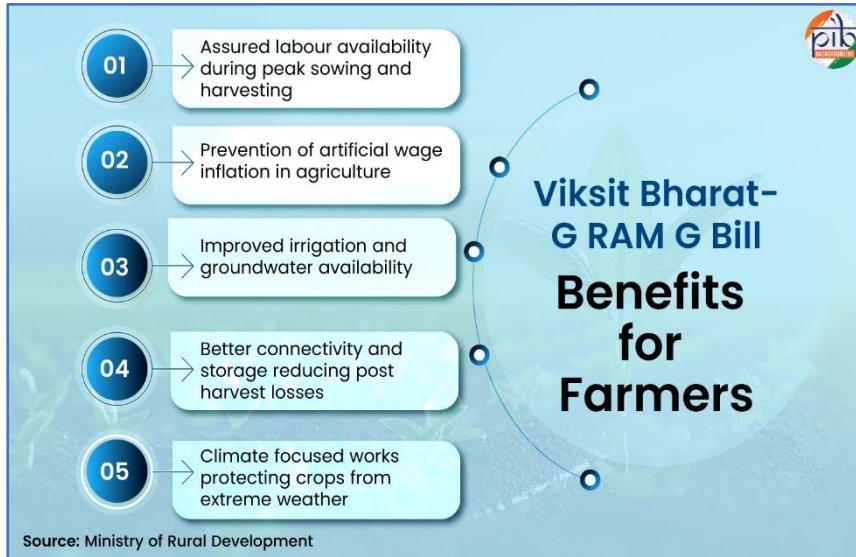 pib
BACKGROUNDERS
01
Assured labour availability
during peak sowing and
harvesting
02
Prevention of artificial wage
inflation in agriculture
03
Improved irrigation and
groundwater availability
04
Better connectivity and
storage reducing post
harvest losses
05
Climate focused works
protecting crops from
extreme weather
Viksit Bharat-
G RAM G Bill
Benefits
for
Farmers
Source: Ministry of Rural Development